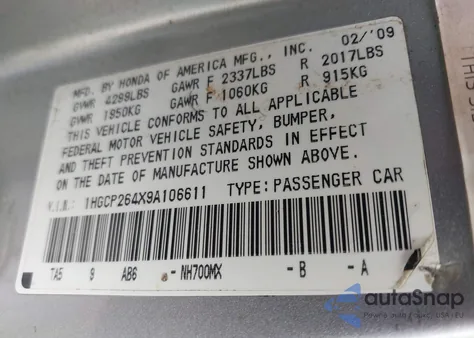 MFD. BY HONDA OF AMERICA MFG., INC. 02/'09
GVWR 4299LBS GAWR F 2337LBS R 2017LBS
GVWR 1950KG GAWR F 1060KG R 915KG
THIS VEHICLE CONFORMS TO ALL APPLICABLE
FEDERAL MOTOR VEHICLE SAFETY, BUMPER,
AND THEFT PREVENTION STANDARDS IN EFFECT
ON THE DATE OF MANUFACTURE SHOWN ABOVE.
V.I.N.: 1HGCP264X9A106611 TYPE: PASSENGER CAR
TA5 9 AB6 - NH700MX - B - A
autoSnap